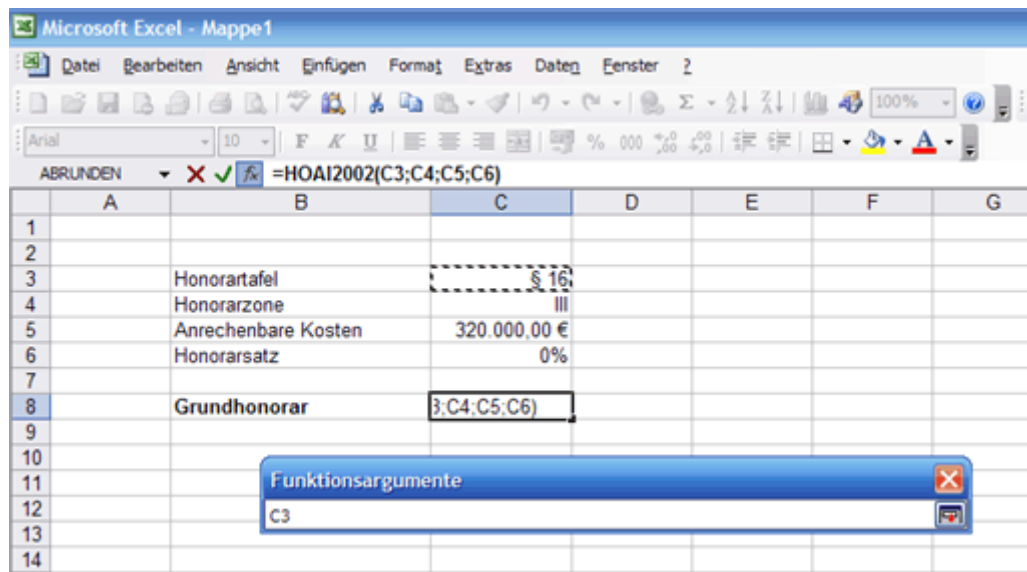 Microsoft Excel - Mappe1
Datei Bearbeiten Ansicht Einfügen Format Extras Daten Fenster ?
Σ 100%
Arial 10 F K U % 000
ABRUNDEN =HOAI2002(C3;C4;C5;C6)
A B C D E F G
1
2
3 Honorartafel § 16
4 Honorarzone III
5 Anrechenbare Kosten 320.000,00 €
6 Honorarsatz 0%
7
8 Grundhonorar 3;C4;C5;C6)
9
10
11 Funktionsargumente
12 C3
13
14